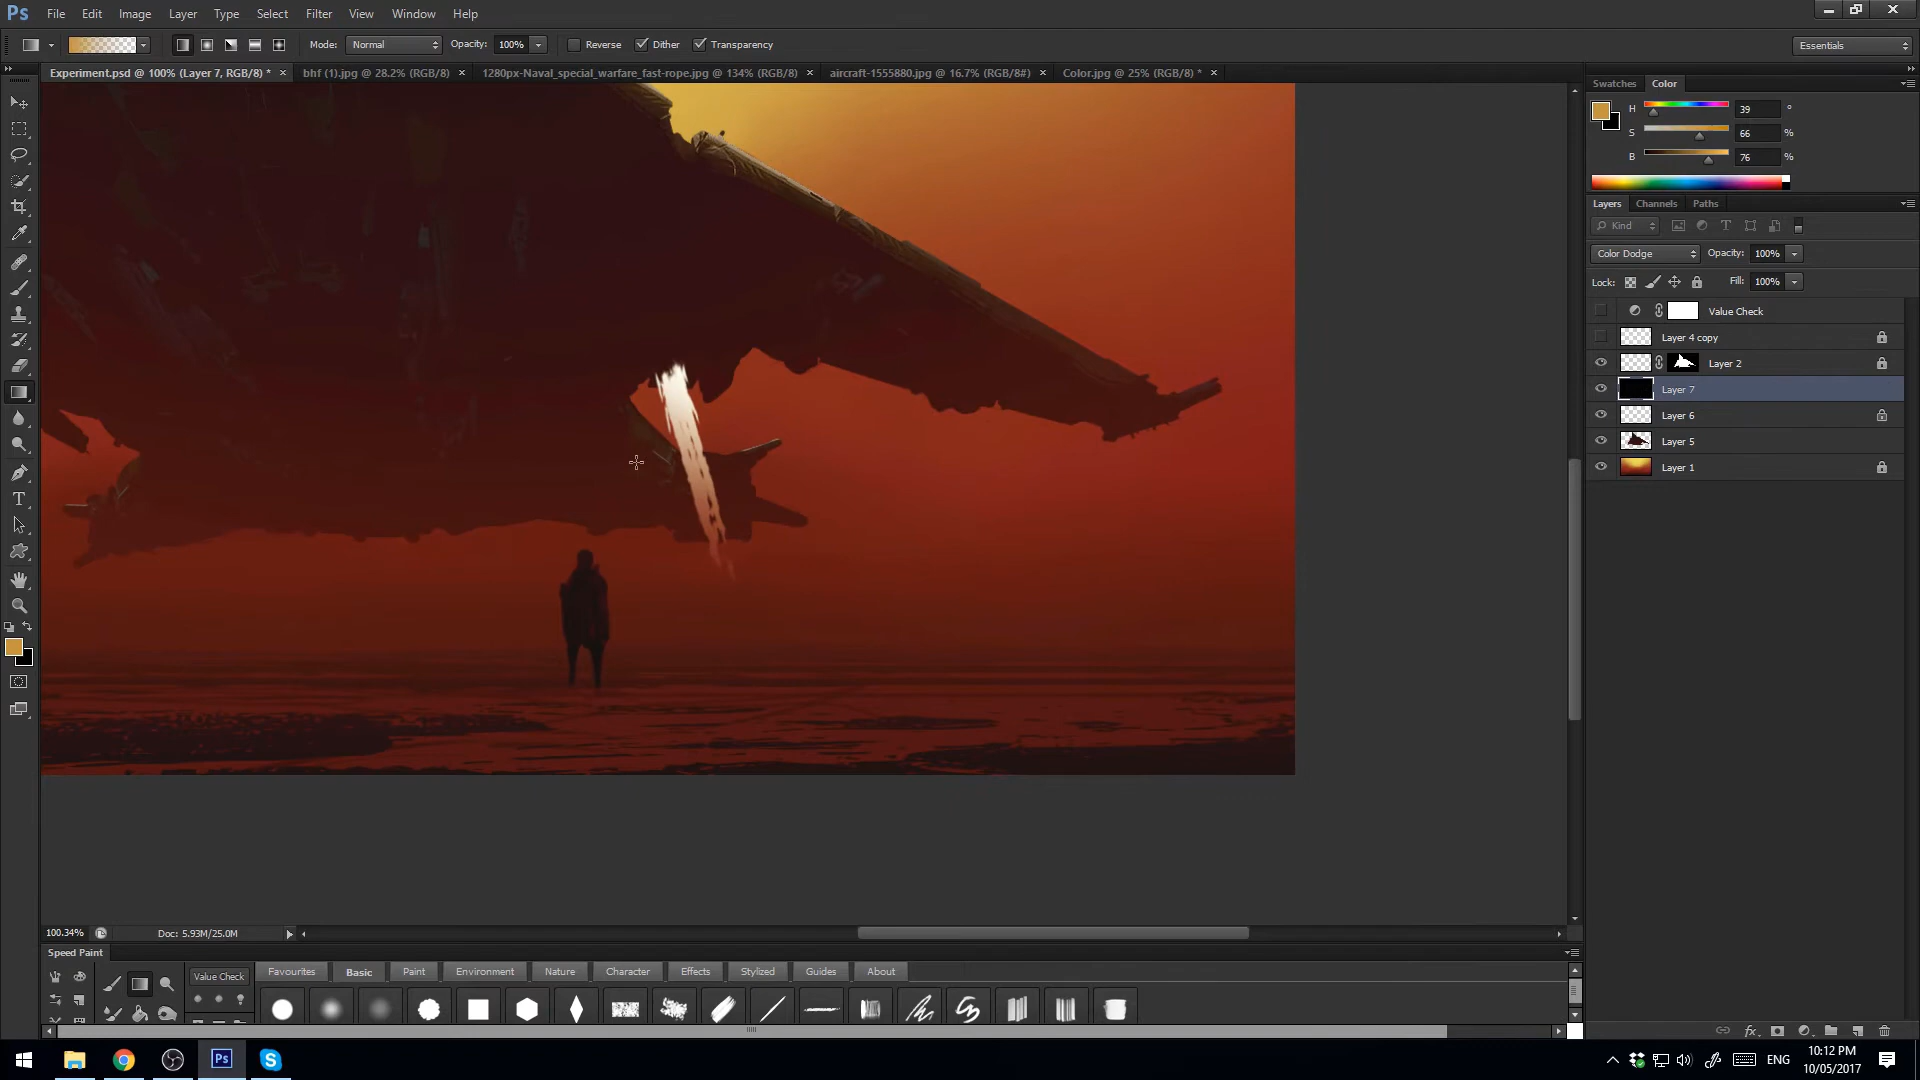 Ps File Edit Image Layer Type Select Filter 3D View Window Help
Mode: Normal Opacity: 100% Reverse Dither Transparency Essentials
Experiment.psd @ 100% (Layer 7, RGB/8) * bhf (1).jpg @ 28.2% (RGB/8) 1280px-Naval_special_warfare_fast-rope.jpg @ 134% (RGB/8) aircraft-1555880.jpg @ 16.7% (RGB/8#) Color.jpg @ 25% (RGB/8) *
Swatches Color
H 39 °
S 66 %
B 76 %
Layers Channels Paths
Kind
Color Dodge Opacity: 100%
Lock: Fill: 100%
Value Check
Layer 4 copy
Layer 2
Layer 7
Layer 6
Layer 5
Layer 1
T
100.34% Doc: 5.93M/25.0M
Speed Paint
Value Check Favourites Basic Paint Environment Nature Character Effects Stylized Guides About
Ps ENG 10:12 PM
10/05/2017